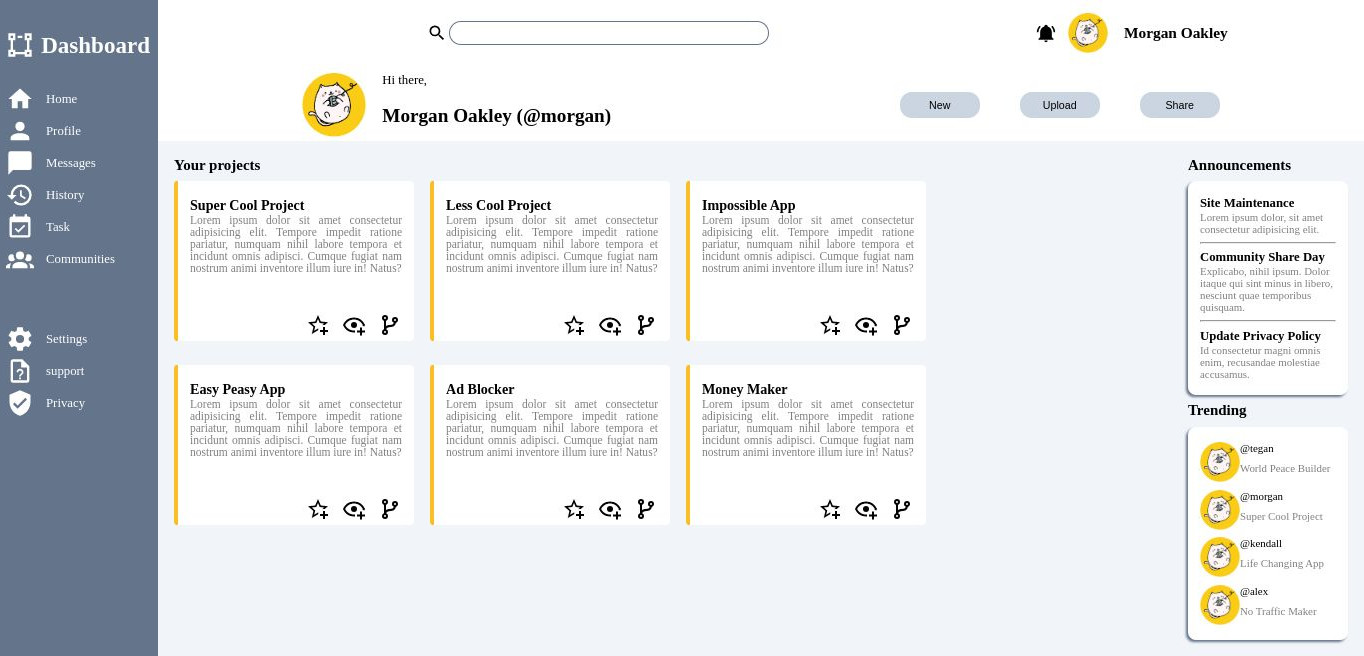 Dashboard
Home
Profile
Messages
History
Task
Communities
Settings
support
Privacy
Morgan Oakley
Hi there,
Morgan Oakley (@morgan)
New
Upload
Share
Your projects
Super Cool Project
Lorem ipsum dolor sit amet consectetur
adipisicing elit. Tempore impedit ratione
pariatur, numquam nihil labore tempora et
incidunt omnis adipisci. Cumque fugiat nam
nostrum animi inventore illum iure in! Natus?
Less Cool Project
Lorem ipsum dolor sit amet consectetur
adipisicing elit. Tempore impedit ratione
pariatur, numquam nihil labore tempora et
incidunt omnis adipisci. Cumque fugiat nam
nostrum animi inventore illum iure in! Natus?
Impossible App
Lorem ipsum dolor sit amet consectetur
adipisicing elit. Tempore impedit ratione
pariatur, numquam nihil labore tempora et
incidunt omnis adipisci. Cumque fugiat nam
nostrum animi inventore illum iure in! Natus?
Easy Peasy App
Lorem ipsum dolor sit amet consectetur
adipisicing elit. Tempore impedit ratione
pariatur, numquam nihil labore tempora et
incidunt omnis adipisci. Cumque fugiat nam
nostrum animi inventore illum iure in! Natus?
Ad Blocker
Lorem ipsum dolor sit amet consectetur
adipisicing elit. Tempore impedit ratione
pariatur, numquam nihil labore tempora et
incidunt omnis adipisci. Cumque fugiat nam
nostrum animi inventore illum iure in! Natus?
Money Maker
Lorem ipsum dolor sit amet consectetur
adipisicing elit. Tempore impedit ratione
pariatur, numquam nihil labore tempora et
incidunt omnis adipisci. Cumque fugiat nam
nostrum animi inventore illum iure in! Natus?
Announcements
Site Maintenance
Lorem ipsum dolor, sit amet
consectetur adipisicing elit.
Community Share Day
Explicabo, nihil ipsum. Dolor
itaque qui sint minus in libero,
nesciunt quae temporibus
quisquam.
Update Privacy Policy
Id consectetur magni omnis
enim, recusandae molestiae
accusamus.
Trending
@tegan
World Peace Builder
@morgan
Super Cool Project
@kendall
Life Changing App
@alex
No Traffic Maker